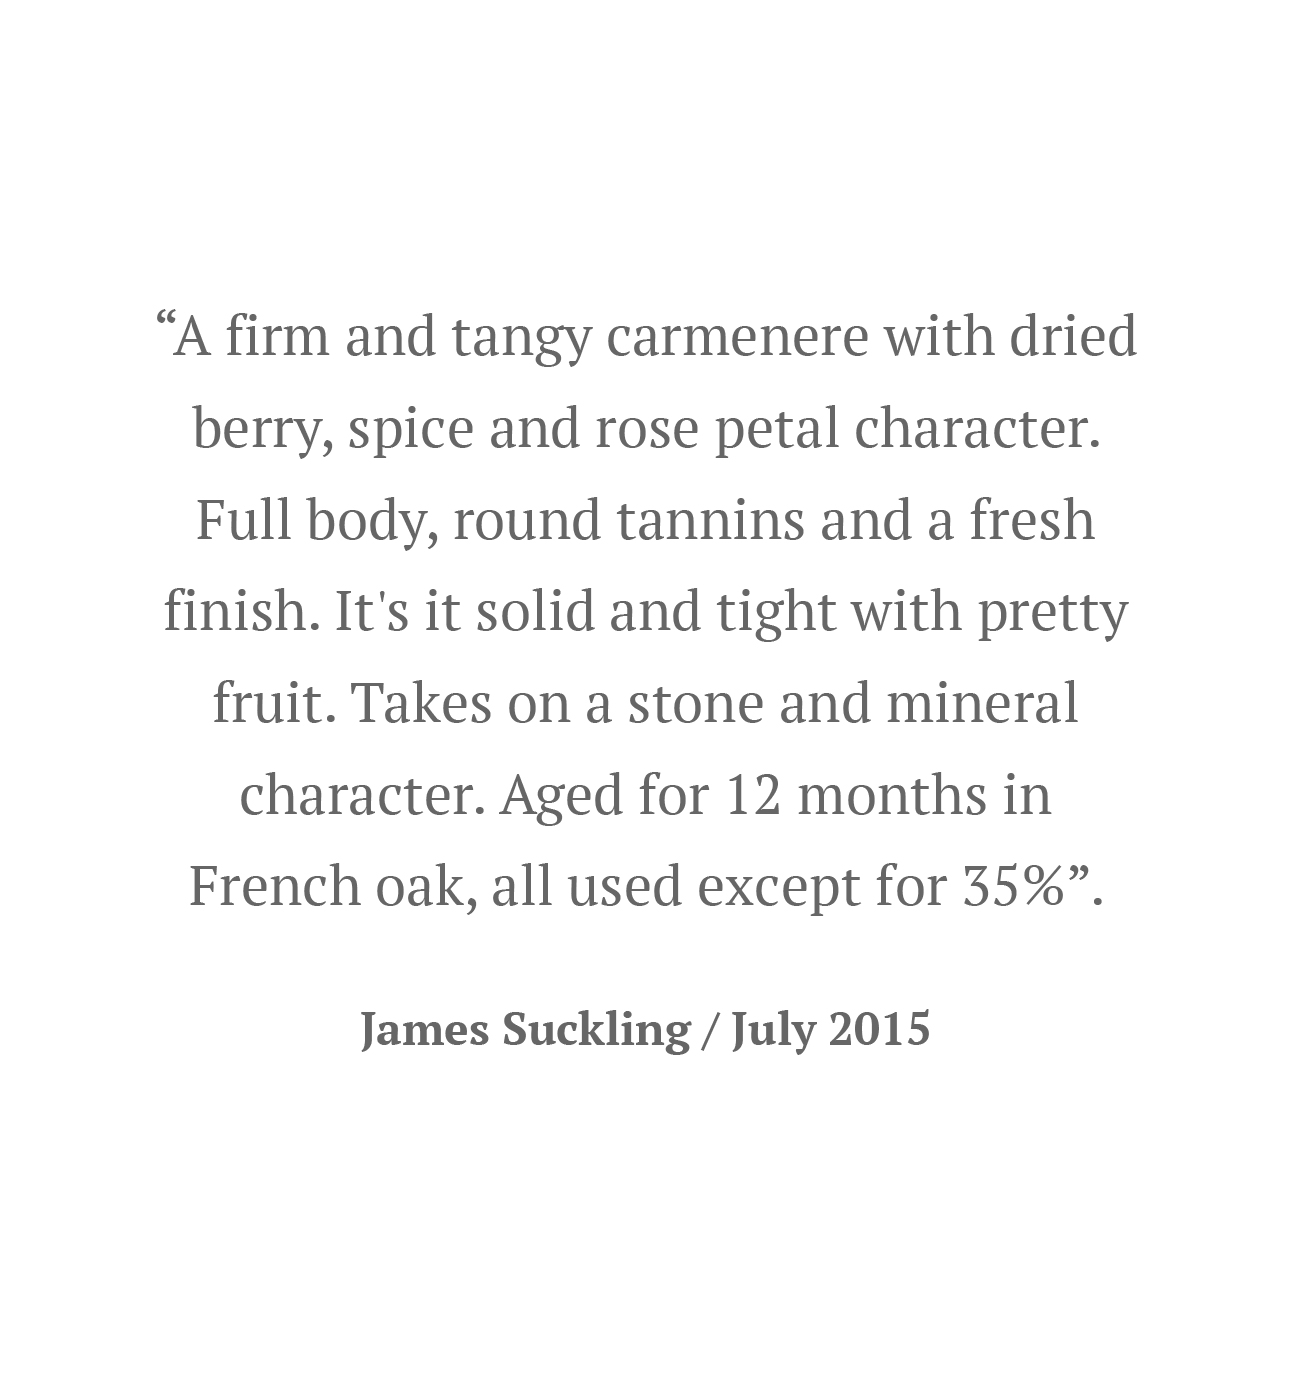 “A firm and tangy carmenere with dried
berry, spice and rose petal character.
Full body, round tannins and a fresh
finish. It's it solid and tight with pretty
fruit. Takes on a stone and mineral
character. Aged for 12 months in
French oak, all used except for 35%”.
James Suckling / July 2015